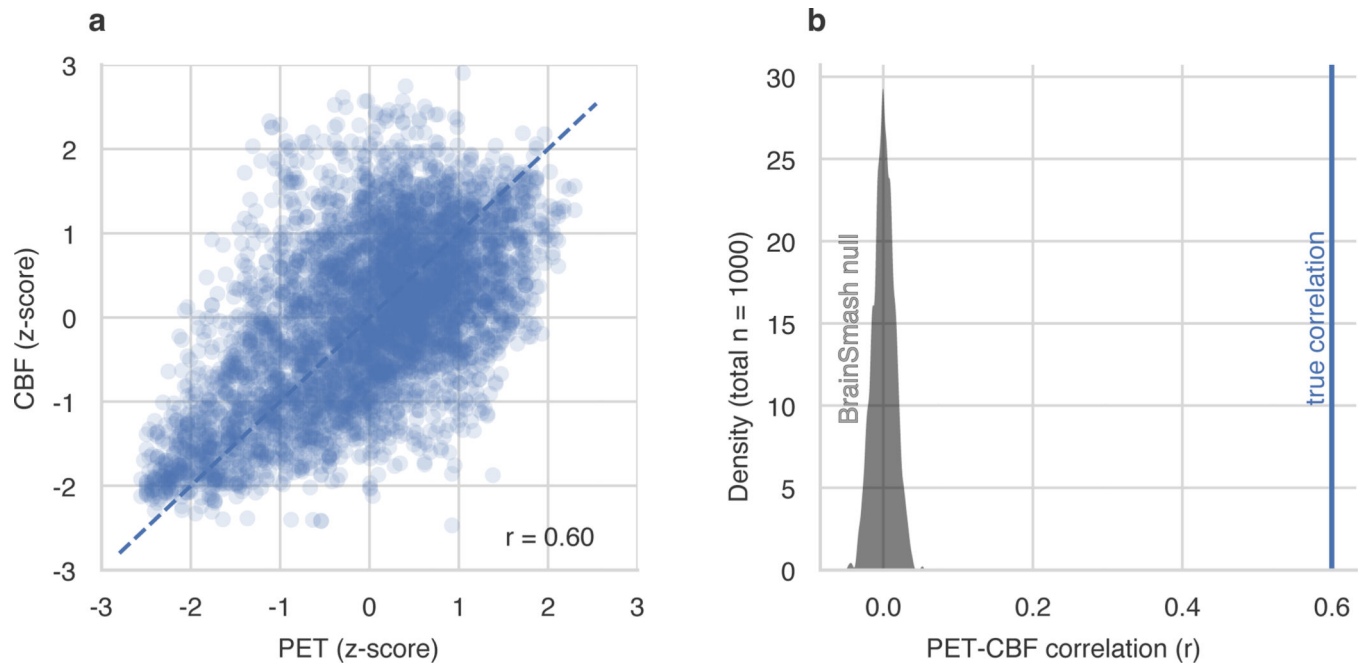 a
3
2
1
0
-1
-2
-3
-3
-2
-1
0
1
2
3
CBF (z-score)
PET (z-score)
r = 0.60
b
30
25
20
15
10
5
0
0.0
0.2
0.4
0.6
Density (total n = 1000)
PET-CBF correlation (r)
BrainSmash null
true correlation